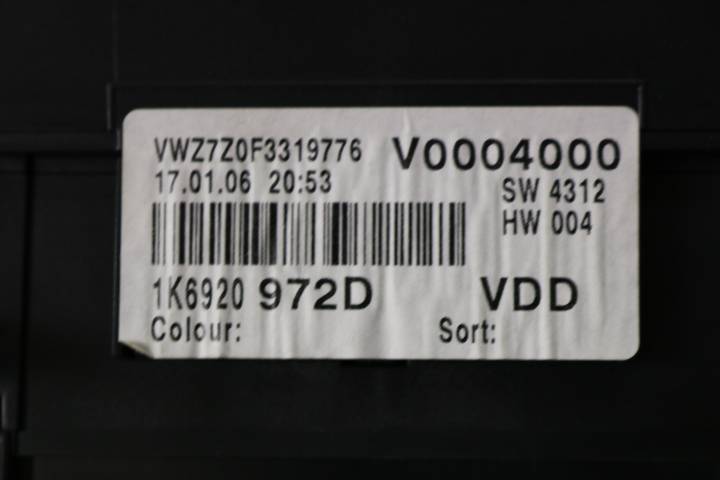 VWZ7Z0F3319776 V0004000
17.01.06 20:53 SW 4312
HW 004
1K6920 972D VDD
Colour: Sort: